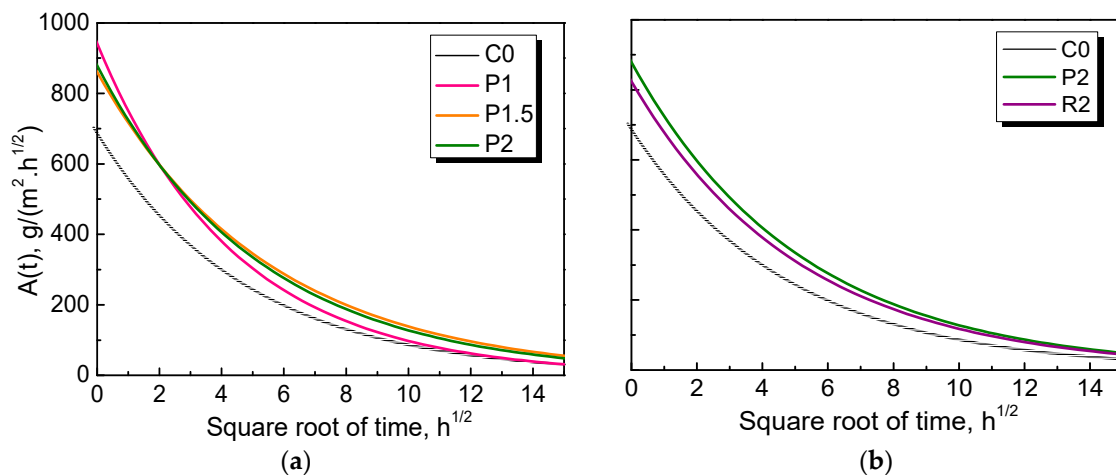 1000
800
600
400
200
0
A(t), g/(m².h^1/2)
C0
P1
P1.5
P2
0 2 4 6 8 10 12 14
Square root of time, h^1/2
(a)
C0
P2
R2
0 2 4 6 8 10 12 14
Square root of time, h^1/2
(b)